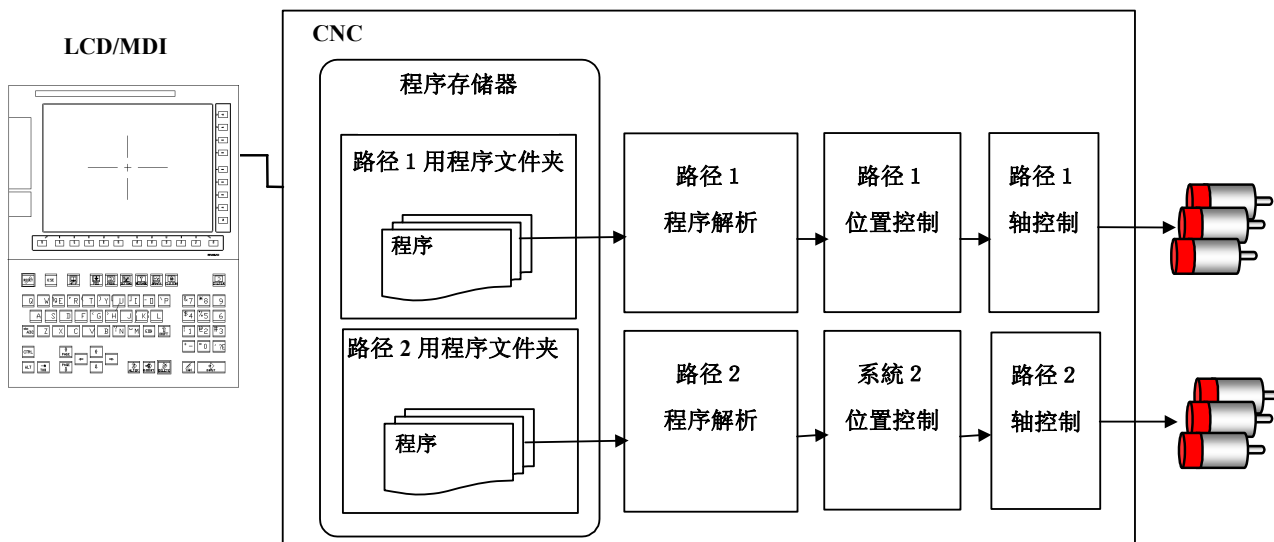 LCD/MDI
CNC
程序存储器
路径 1 用程序文件夹
程序
路径 1
程序解析
路径 1
位置控制
路径 1
轴控制
路径 2 用程序文件夹
程序
路径 2
程序解析
系統 2
位置控制
路径 2
轴控制